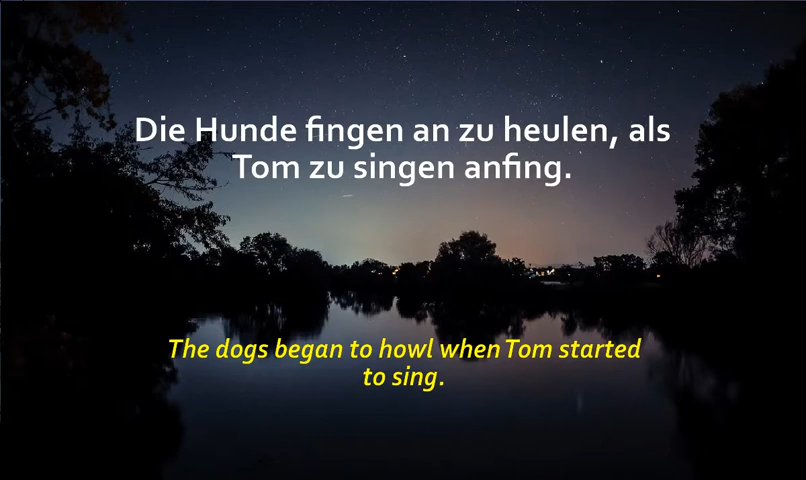 Die Hunde fingen an zu heulen, als
Tom zu singen anfing.
The dogs began to howl when Tom started
to sing.